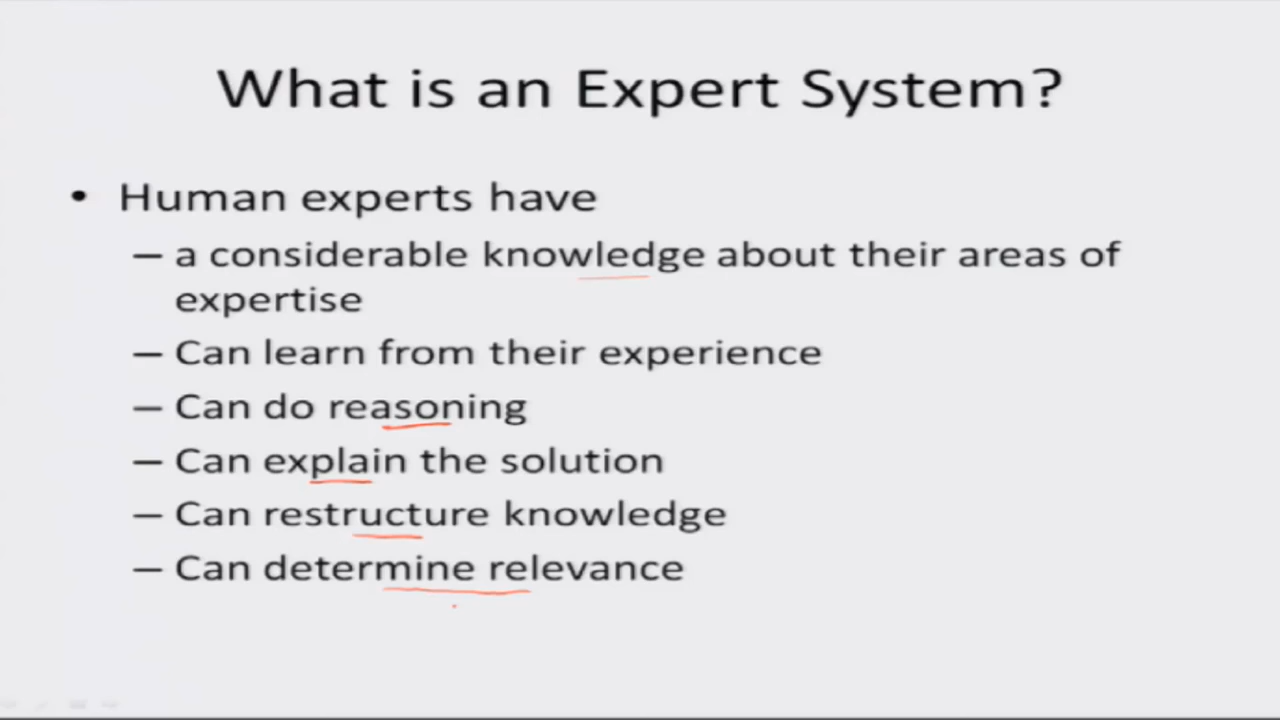 What is an Expert System?
• Human experts have
– a considerable knowledge about their areas of
expertise
– Can learn from their experience
– Can do reasoning
– Can explain the solution
– Can restructure knowledge
– Can determine relevance